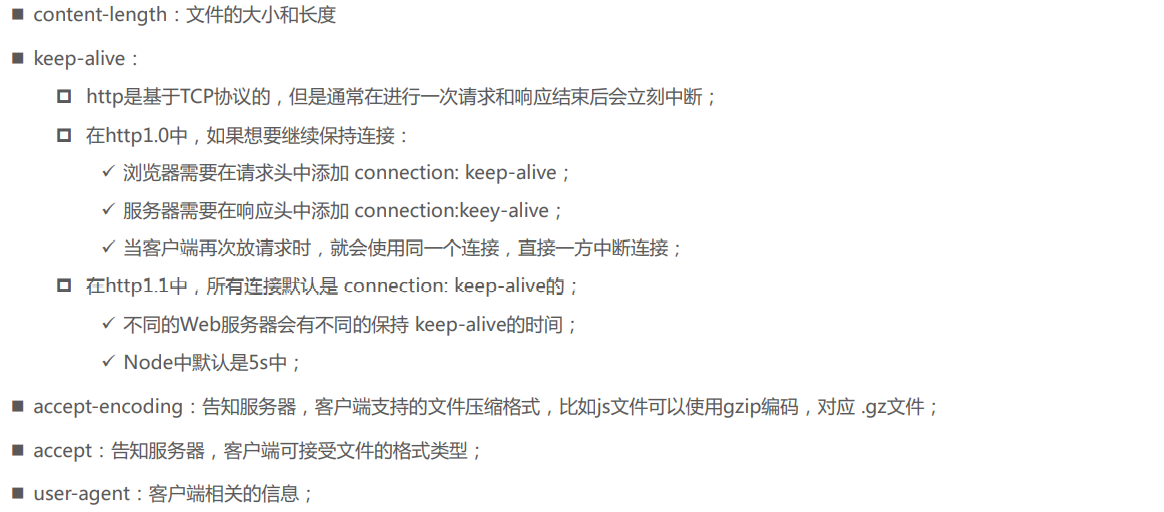 ■ content-length：文件的大小和长度
■ keep-alive：
□ http是基于TCP协议的，但是通常在进行一次请求和响应结束后会立刻中断；
□ 在http1.0中，如果想要继续保持连接：
✓ 浏览器需要在请求头中添加 connection: keep-alive；
✓ 服务器需要在响应头中添加 connection:keey-alive；
✓ 当客户端再次放请求时，就会使用同一个连接，直接一方中断连接；
□ 在http1.1中，所有连接默认是 connection: keep-alive的；
✓ 不同的Web服务器会有不同的保持 keep-alive的时间；
✓ Node中默认是5s中；
■ accept-encoding：告知服务器，客户端支持的文件压缩格式，比如js文件可以使用gzip编码，对应 .gz文件；
■ accept：告知服务器，客户端可接受文件的格式类型；
■ user-agent：客户端相关的信息；